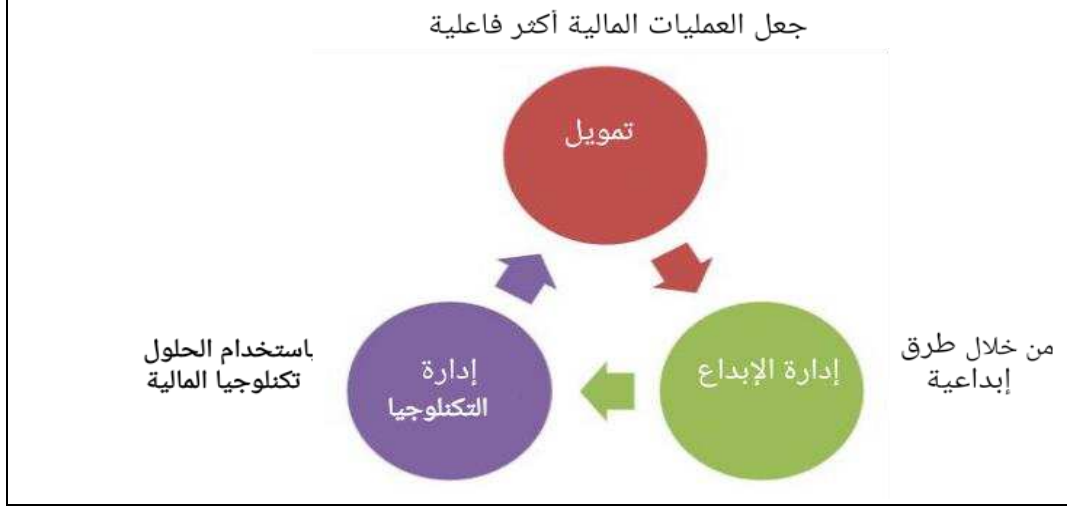 جعل العمليات المالية أكثر فاعلية
تمويل
من خلال طرق
إبداعية
إدارة الإبداع
إدارة
التكنلوجيا
باستخدام الحلول
تكنلوجيا المالية